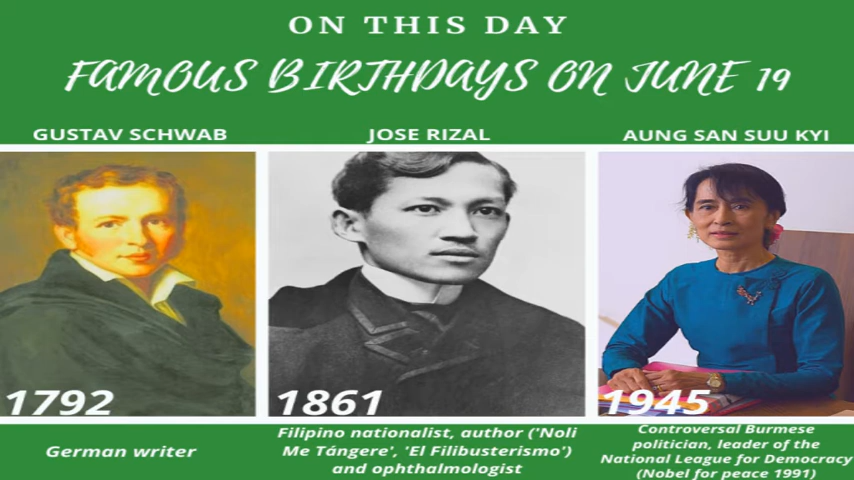 ON THIS DAY
FAMOUS BIRTHDAYS ON JUNE 19
GUSTAV SCHWAB
JOSE RIZAL
AUNG SAN SUU KYI
1792
1861
1945
German writer
Filipino nationalist, author ('Noli
Me Tángere', 'El Filibusterismo')
and ophthalmologist
Controversal Burmese
politician, leader of the
National League for Democracy
(Nobel for peace 1991)